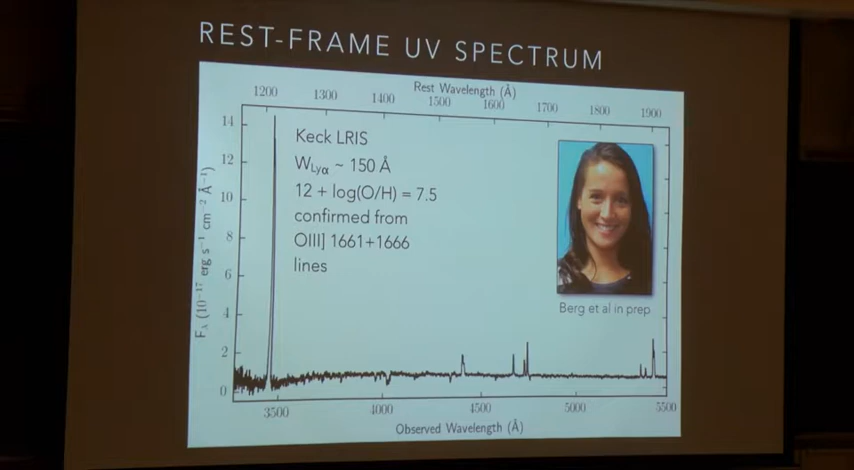 REST-FRAME UV SPECTRUM
Rest Wavelength (Å)
1200 1300 1400 1500 1600 1700 1800 1900
Keck LRIS
WLyα ~ 150 Å
12 + log(O/H) = 7.5
confirmed from
OIII] 1661+1666
lines
Berg et al in prep
Fλ (10⁻¹⁷ erg s⁻¹ cm⁻² Å⁻¹)
14
12
10
8
6
4
2
0
3500 4000 4500 5000 5500
Observed Wavelength (Å)